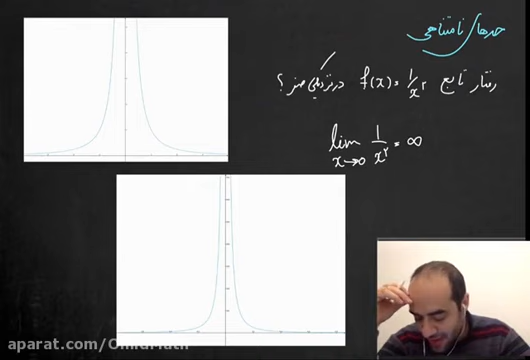 حدهای نامتناهی
رفتار تابع f(x) = 1/x² در نزدیکی صفر ؟
lim x→0 1/x² = ∞
aparat.com/OmidMath